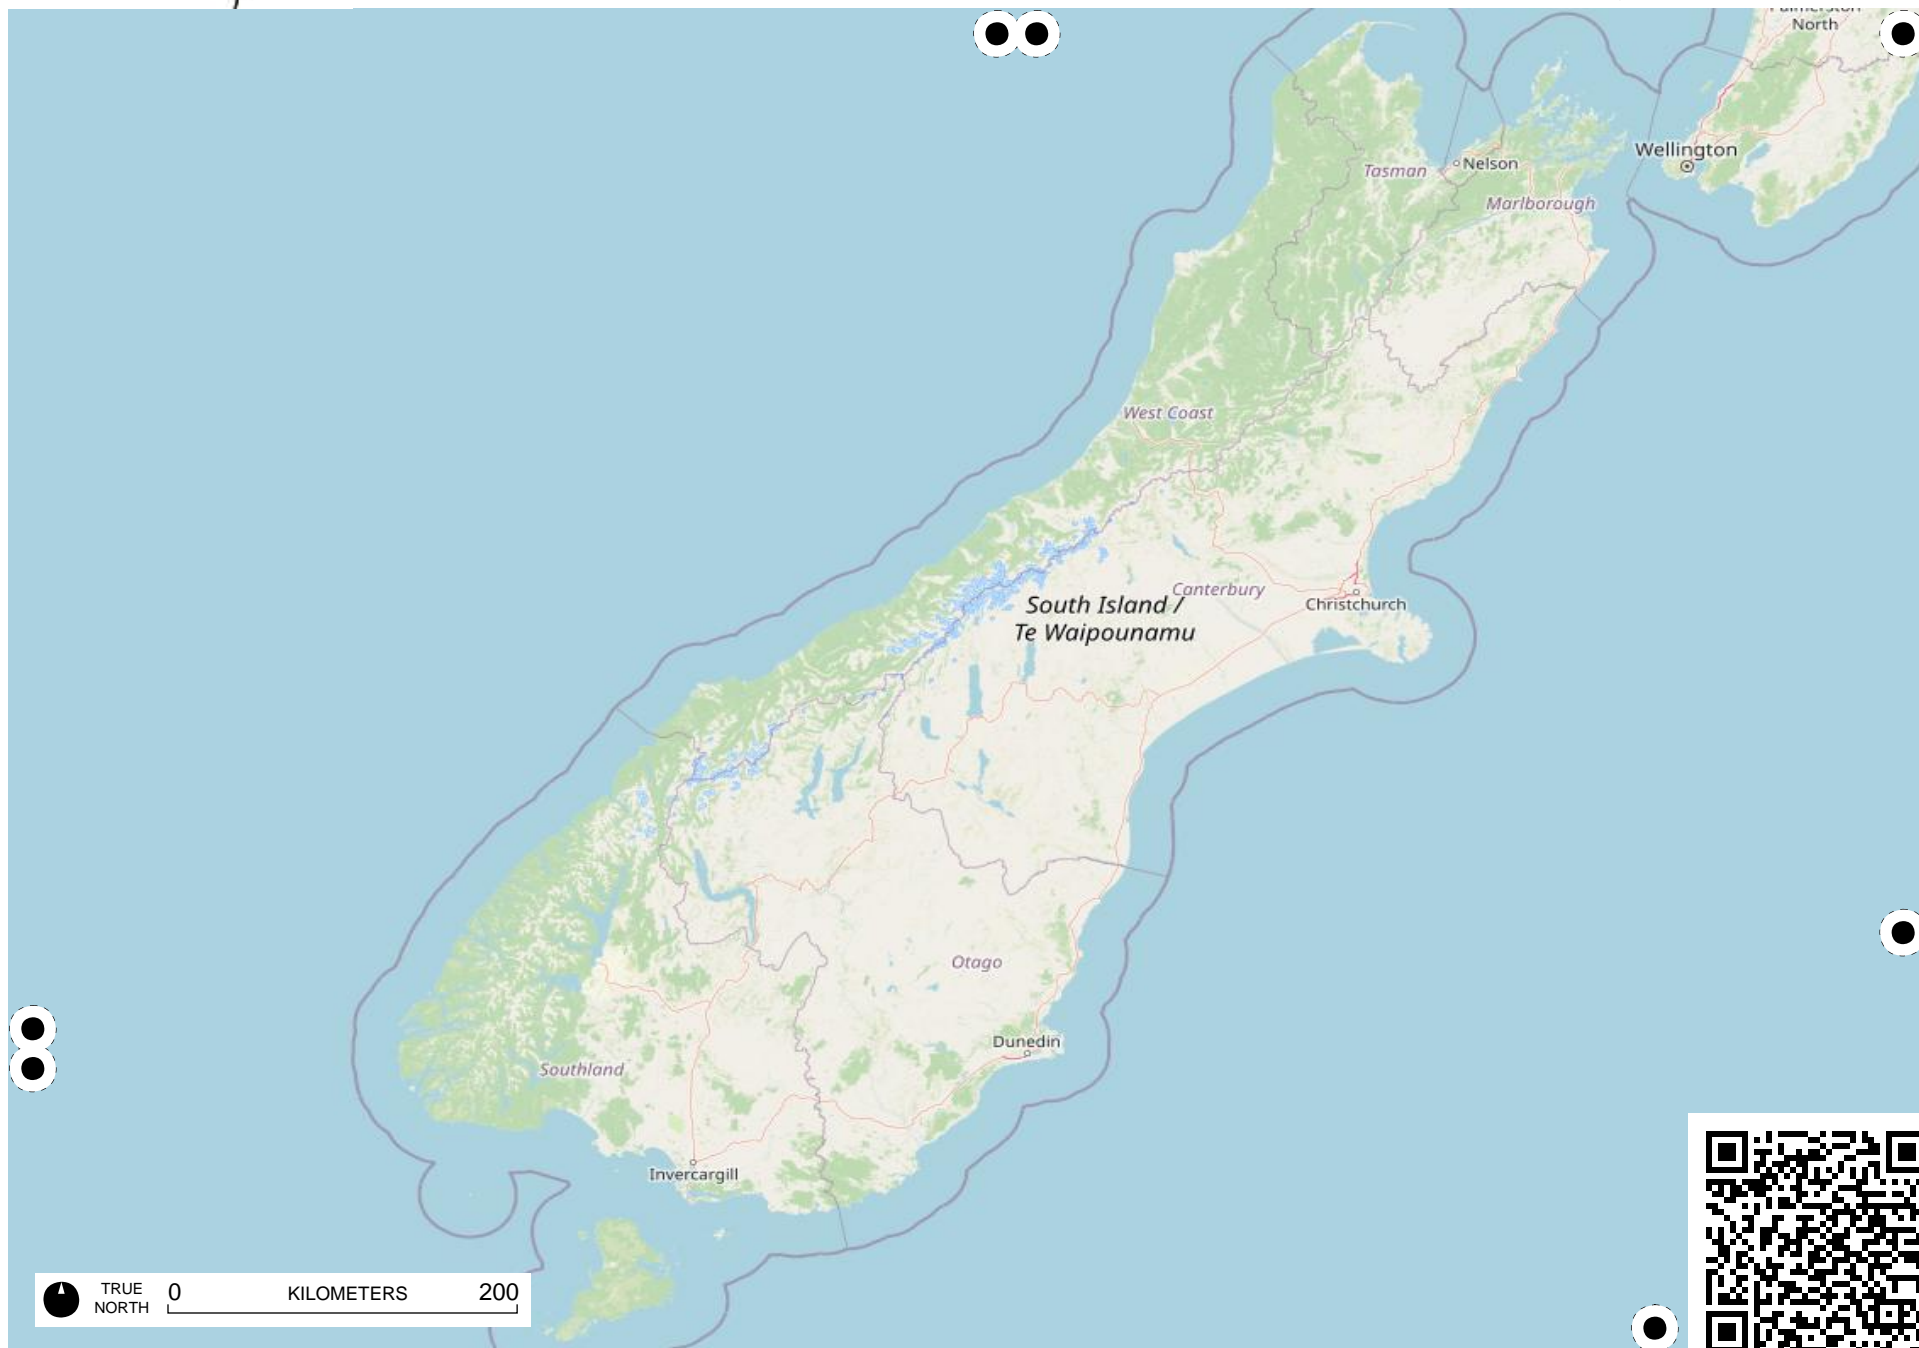 North
Wellington
Nelson
Tasman
Marlborough
West Coast
Canterbury
South Island /
Te Waipounamu
Christchurch
Otago
Dunedin
Southland
Invercargill
TRUE
NORTH
0 KILOMETERS 200